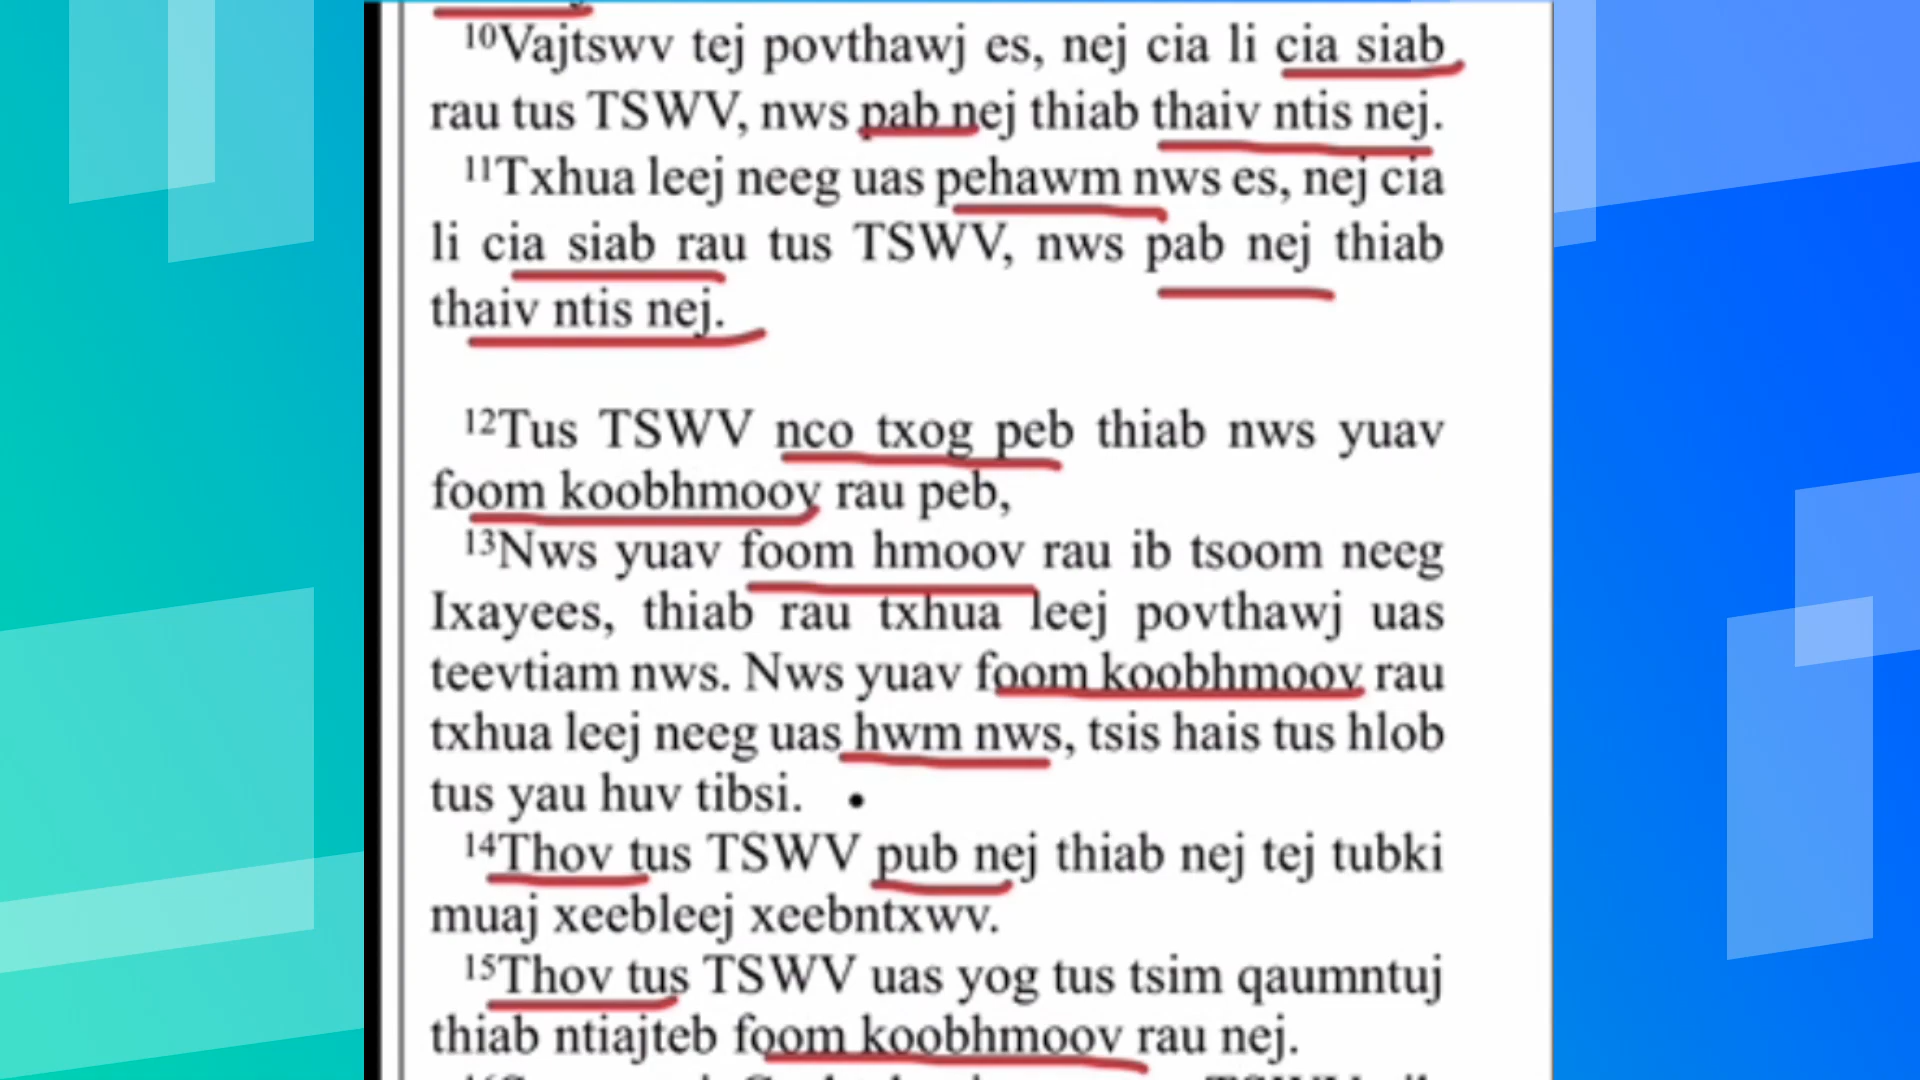 ¹⁰Vajtswv tej povthawj es, nej cia li cia siab
rau tus TSWV, nws pab nej thiab thaiv ntis nej.
¹¹Txhua leej neeg uas pehawm nws es, nej cia
li cia siab rau tus TSWV, nws pab nej thiab
thaiv ntis nej.
¹²Tus TSWV nco txog peb thiab nws yuav
foom koobhmoov rau peb,
¹³Nws yuav foom hmoov rau ib tsoom neeg
Ixayees, thiab rau txhua leej povthawj uas
teevtiam nws. Nws yuav foom koobhmoov rau
txhua leej neeg uas hwm nws, tsis hais tus hlob
tus yau huv tibsi. •
¹⁴Thov tus TSWV pub nej thiab nej tej tubki
muaj xeebleej xeebntxwv.
¹⁵Thov tus TSWV uas yog tus tsim qaumntuj
thiab ntiajteb foom koobhmoov rau nej.